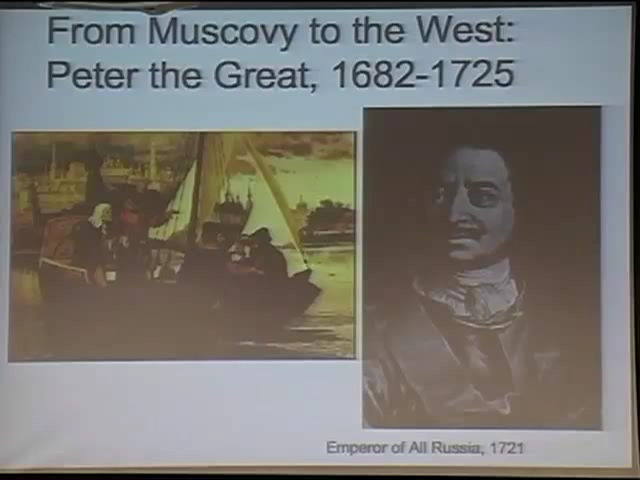 From Muscovy to the West:
Peter the Great, 1682-1725
Emperor of All Russia, 1721